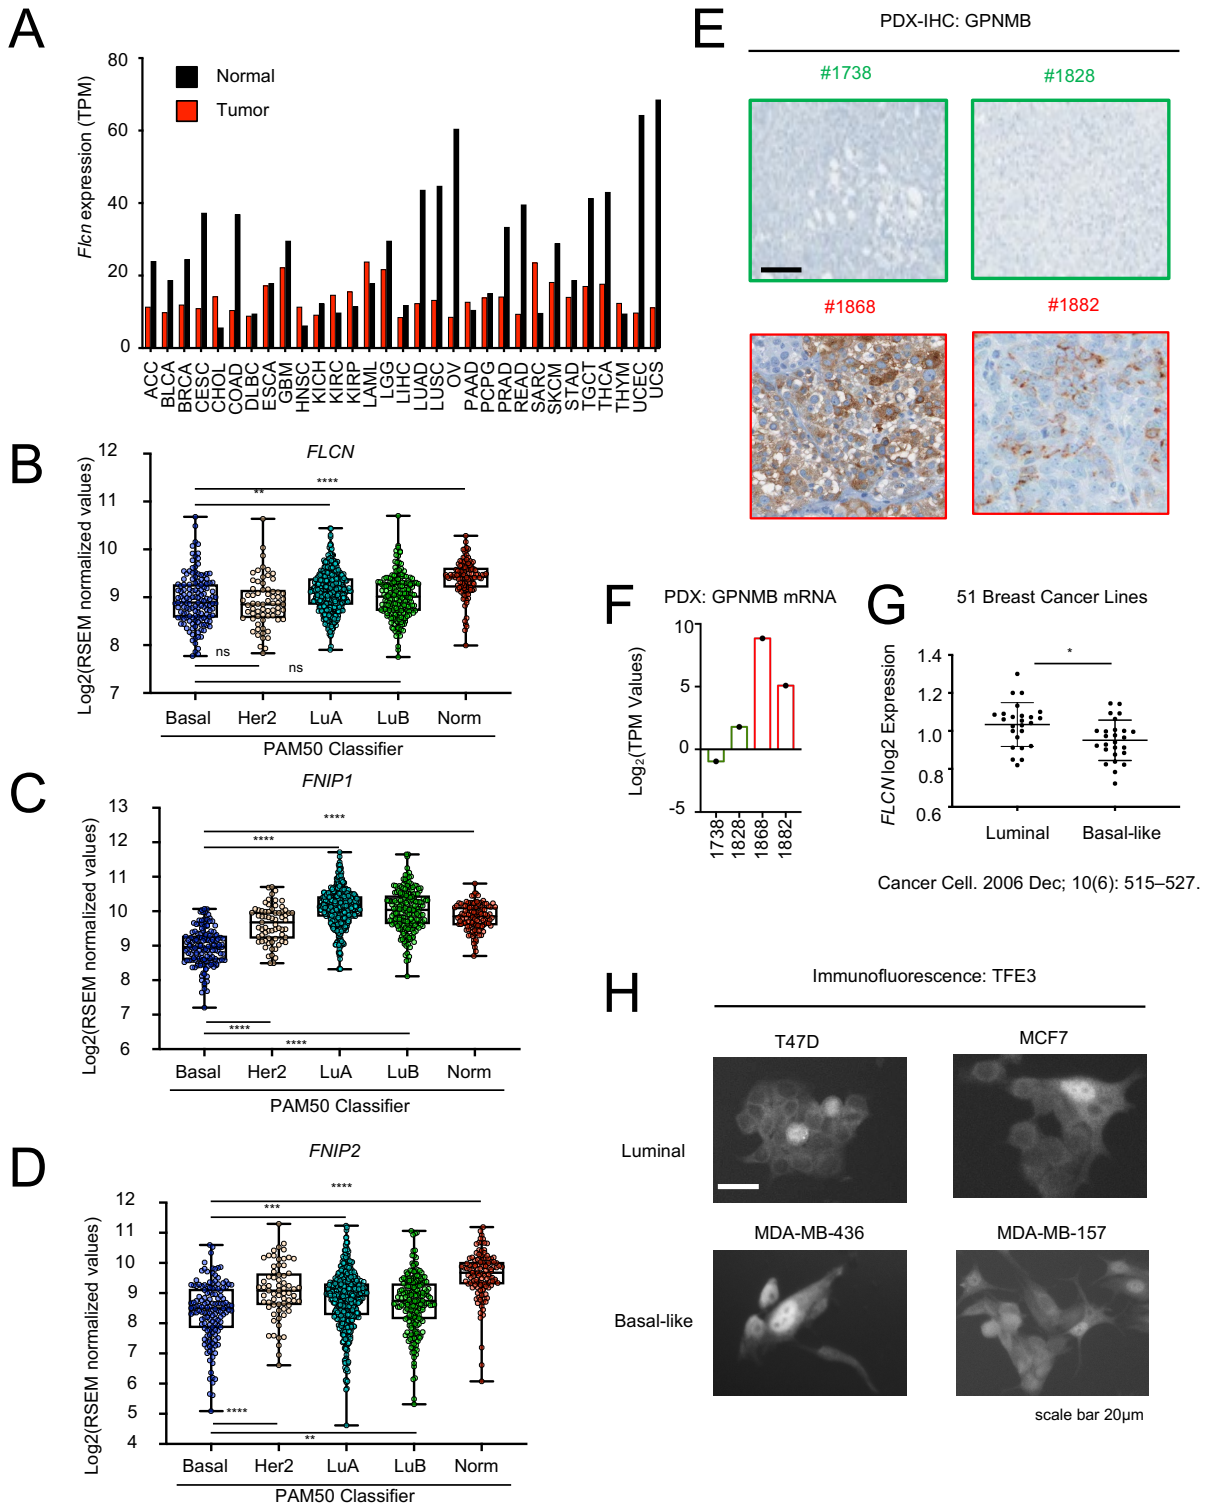 A
Flcn expression (TPM)
80
60
40
20
0
Normal
Tumor
ACC
BLCA
BRCA
CESC
CHOL
COAD
DLBC
ESCA
GBM
HNSC
KICH
KIRC
KIRP
LAML
LGG
LIHC
LUAD
LUSC
OV
PAAD
PCPG
PRAD
READ
SARC
SKCM
STAD
TGCT
THCA
THYM
UCEC
UCS
B
FLCN
Log2(RSEM normalized values)
12
11
10
9
8
7
****
**
ns
ns
Basal Her2 LuA LuB Norm
PAM50 Classifier
C
FNIP1
Log2(RSEM normalized values)
13
12
11
10
9
8
7
6
****
****
****
****
Basal Her2 LuA LuB Norm
PAM50 Classifier
D
FNIP2
Log2(RSEM normalized values)
12
11
10
9
8
7
6
5
4
****
***
****
**
Basal Her2 LuA LuB Norm
PAM50 Classifier
E
PDX-IHC: GPNMB
#1738 #1828
#1868 #1882
F
PDX: GPNMB mRNA
Log2(TPM Values)
10
5
0
-5
1738
1828
1868
1882
G
51 Breast Cancer Lines
FLCN log2 Expression
1.4
1.2
1.0
0.8
0.6
*
Luminal Basal-like
Cancer Cell. 2006 Dec; 10(6): 515–527.
H
Immunofluorescence: TFE3
T47D MCF7
Luminal
MDA-MB-436 MDA-MB-157
Basal-like
scale bar 20µm